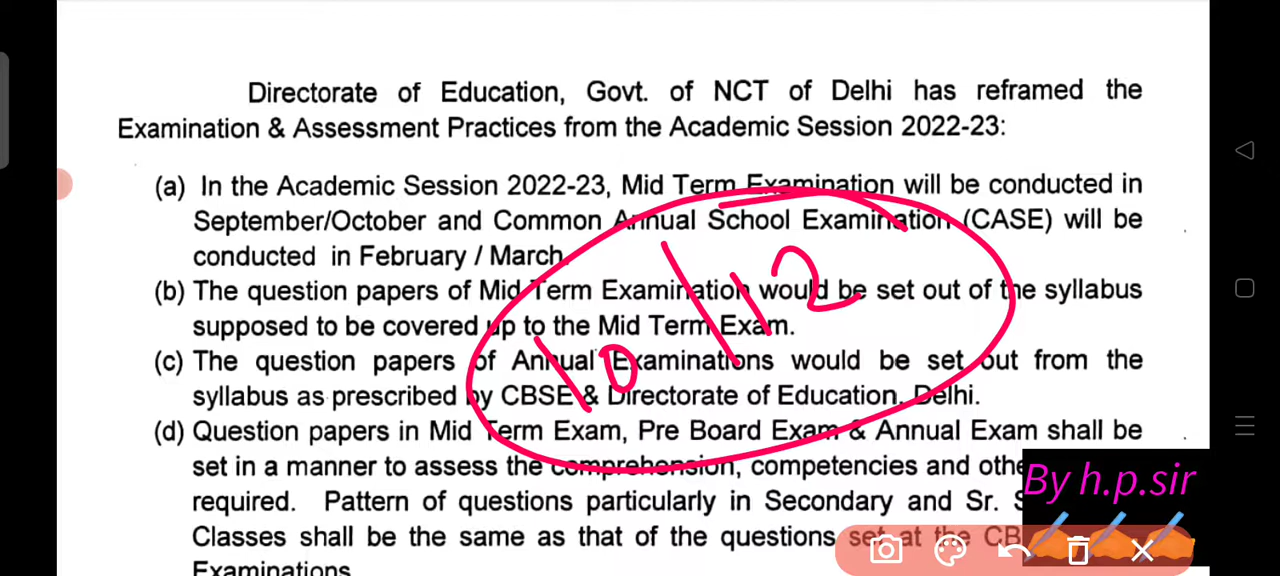 Directorate of Education, Govt. of NCT of Delhi has reframed the
Examination & Assessment Practices from the Academic Session 2022-23:
(a) In the Academic Session 2022-23, Mid Term Examination will be conducted in
September/October and Common Annual School Examination (CASE) will be
conducted in February / March.
(b) The question papers of Mid Term Examination would be set out of the syllabus
supposed to be covered up to the Mid Term Exam.
(c) The question papers of Annual Examinations would be set out from the
syllabus as prescribed by CBSE & Directorate of Education, Delhi.
(d) Question papers in Mid Term Exam, Pre Board Exam & Annual Exam shall be
set in a manner to assess the comprehension, competencies and
required. Pattern of questions particularly in Secondary and Sr.
Classes shall be the same as that of the questions set at the
Examinations
10/12
By h.p.sir